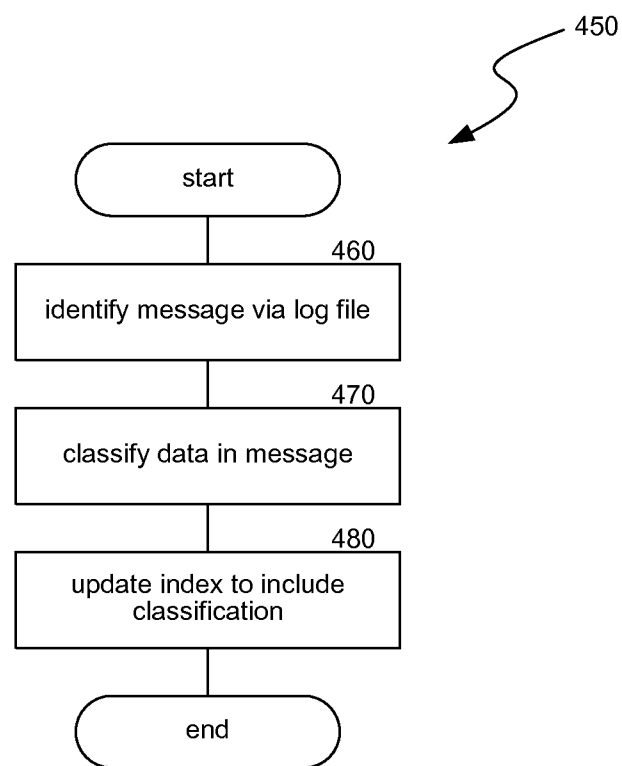 450
start
460
identify message via log file
470
classify data in message
480
update index to include
classification
end